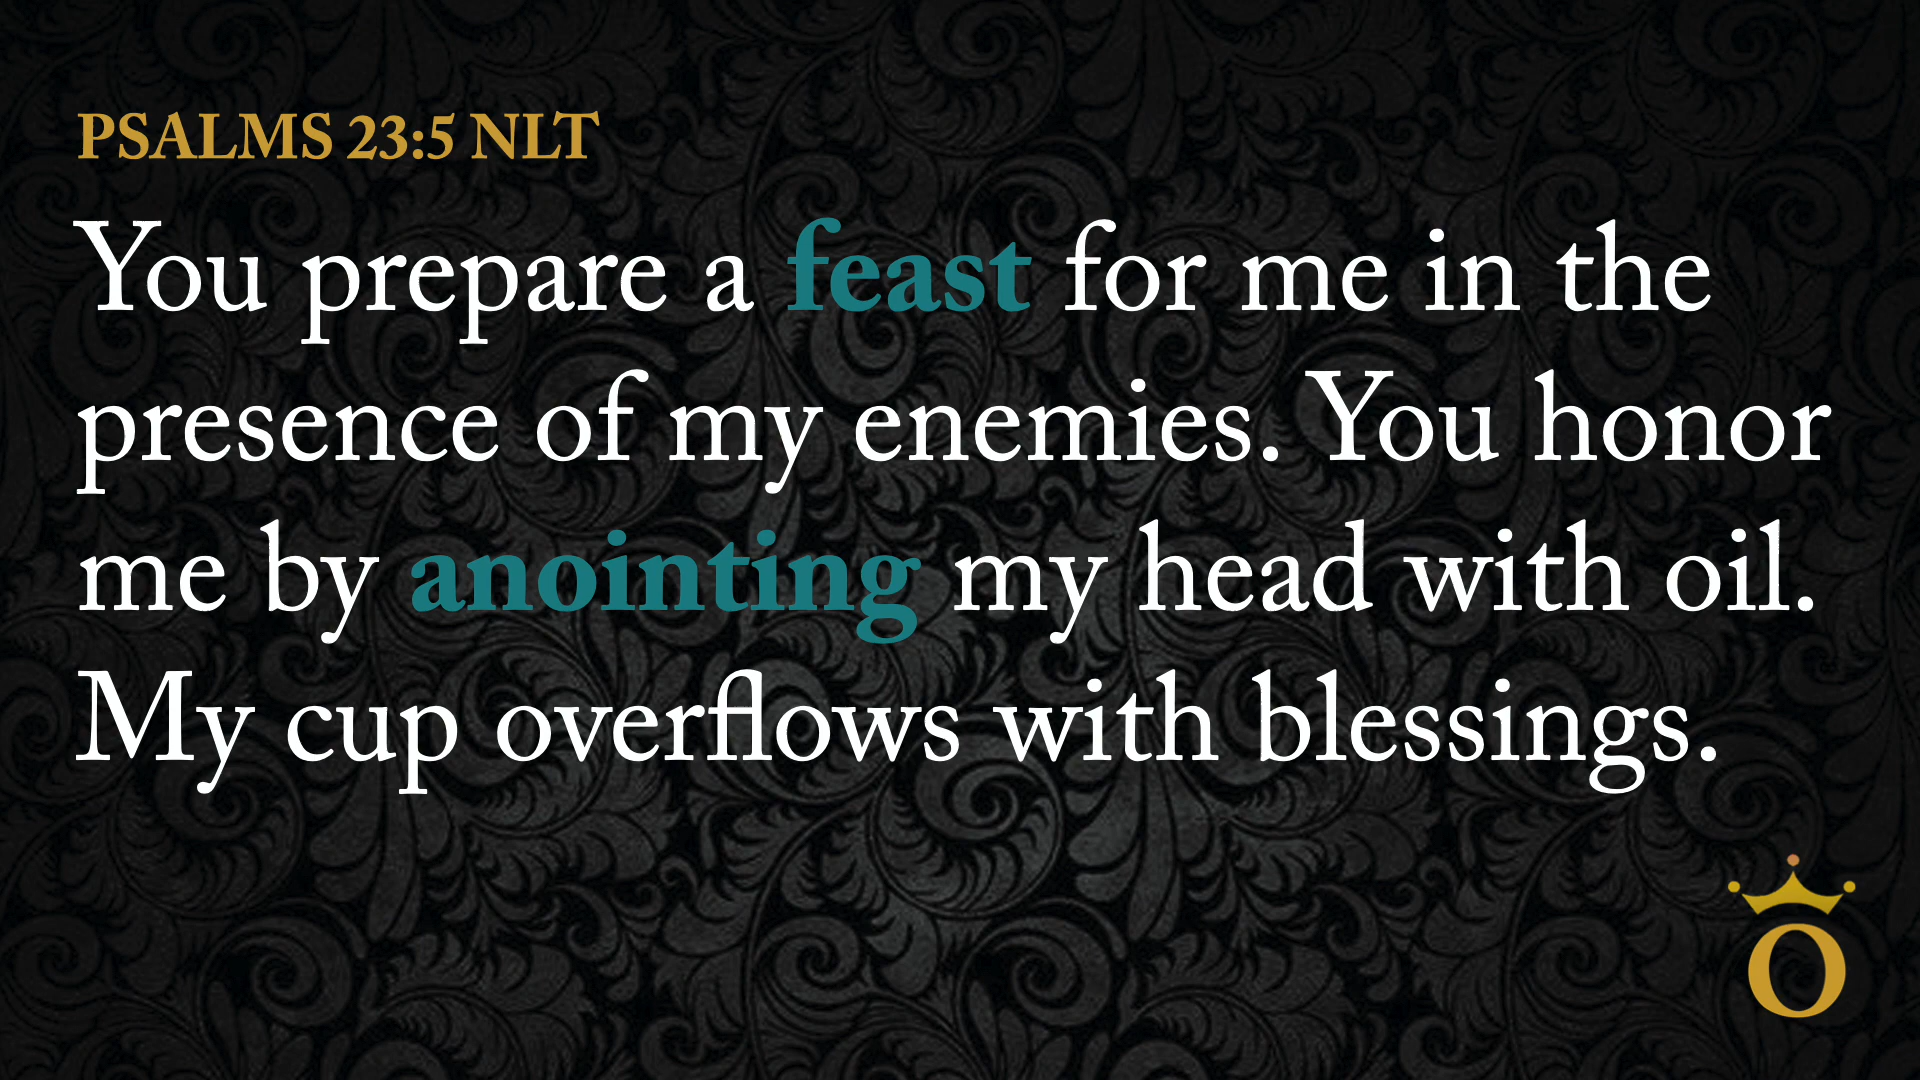 PSALMS 23:5 NLT
You prepare a feast for me in the
presence of my enemies. You honor
me by anointing my head with oil.
My cup overflows with blessings.
O